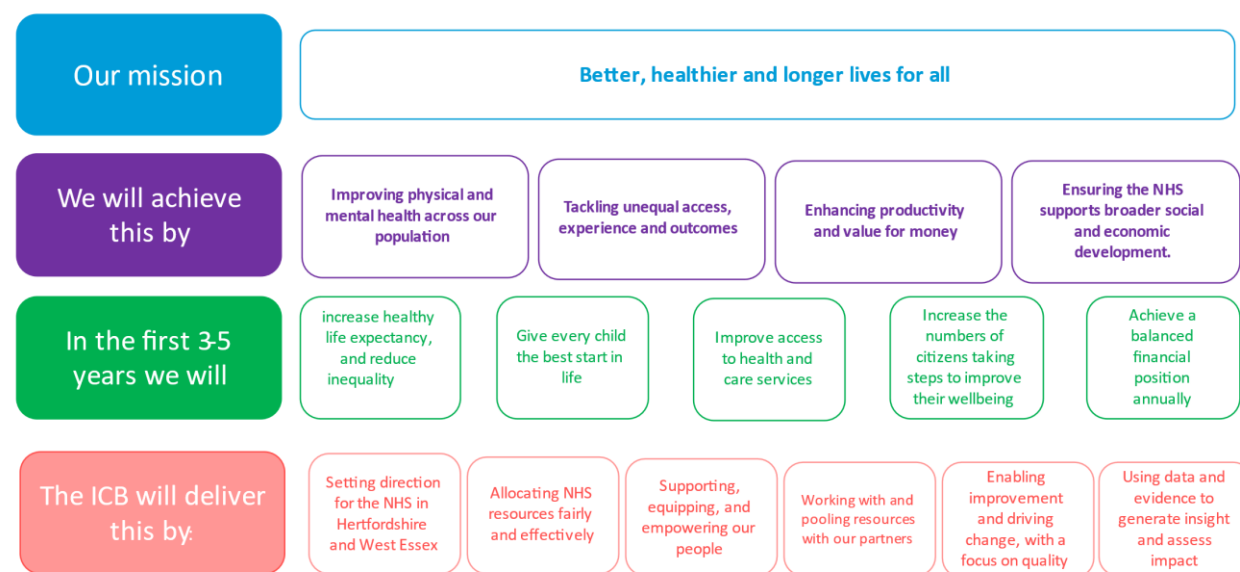 Our mission
Better, healthier and longer lives for all
We will achieve
this by
Improving physical and
mental health across our
population
Tackling unequal access,
experience and outcomes
Enhancing productivity
and value for money
Ensuring the NHS
supports broader social
and economic
development.
In the first 3-5
years we will
increase healthy
life expectancy,
and reduce
inequality
Give every child
the best start in
life
Improve access
to health and
care services
Increase the
numbers of
citizens taking
steps to improve
their wellbeing
Achieve a
balanced
financial
position
annually
The ICB will deliver
this by:
Setting direction
for the NHS in
Hertfordshire
and West Essex
Allocating NHS
resources fairly
and effectively
Supporting,
equipping, and
empowering our
people
Working with and
pooling resources
with our partners
Enabling
improvement
and driving
change, with a
focus on quality
Using data and
evidence to
generate insight
and assess
impact